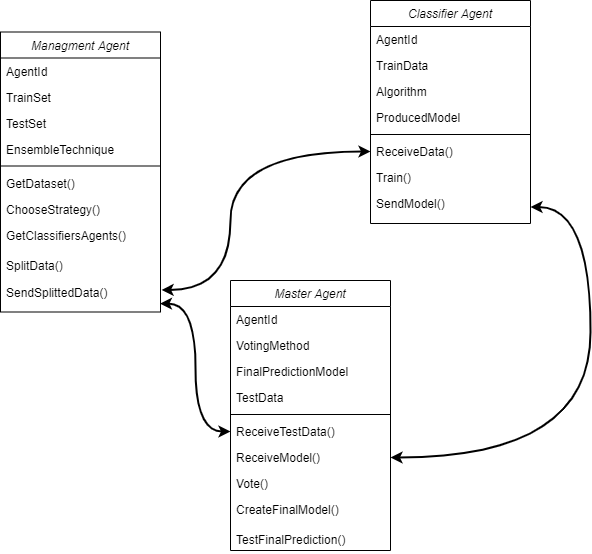 Managment Agent
AgentId
TrainSet
TestSet
EnsembleTechnique
GetDataset()
ChooseStrategy()
GetClassifiersAgents()
SplitData()
SendSplittedData()
Classifier Agent
AgentId
TrainData
Algorithm
ProducedModel
ReceiveData()
Train()
SendModel()
Master Agent
AgentId
VotingMethod
FinalPredictionModel
TestData
ReceiveTestData()
ReceiveModel()
Vote()
CreateFinalModel()
TestFinalPrediction()